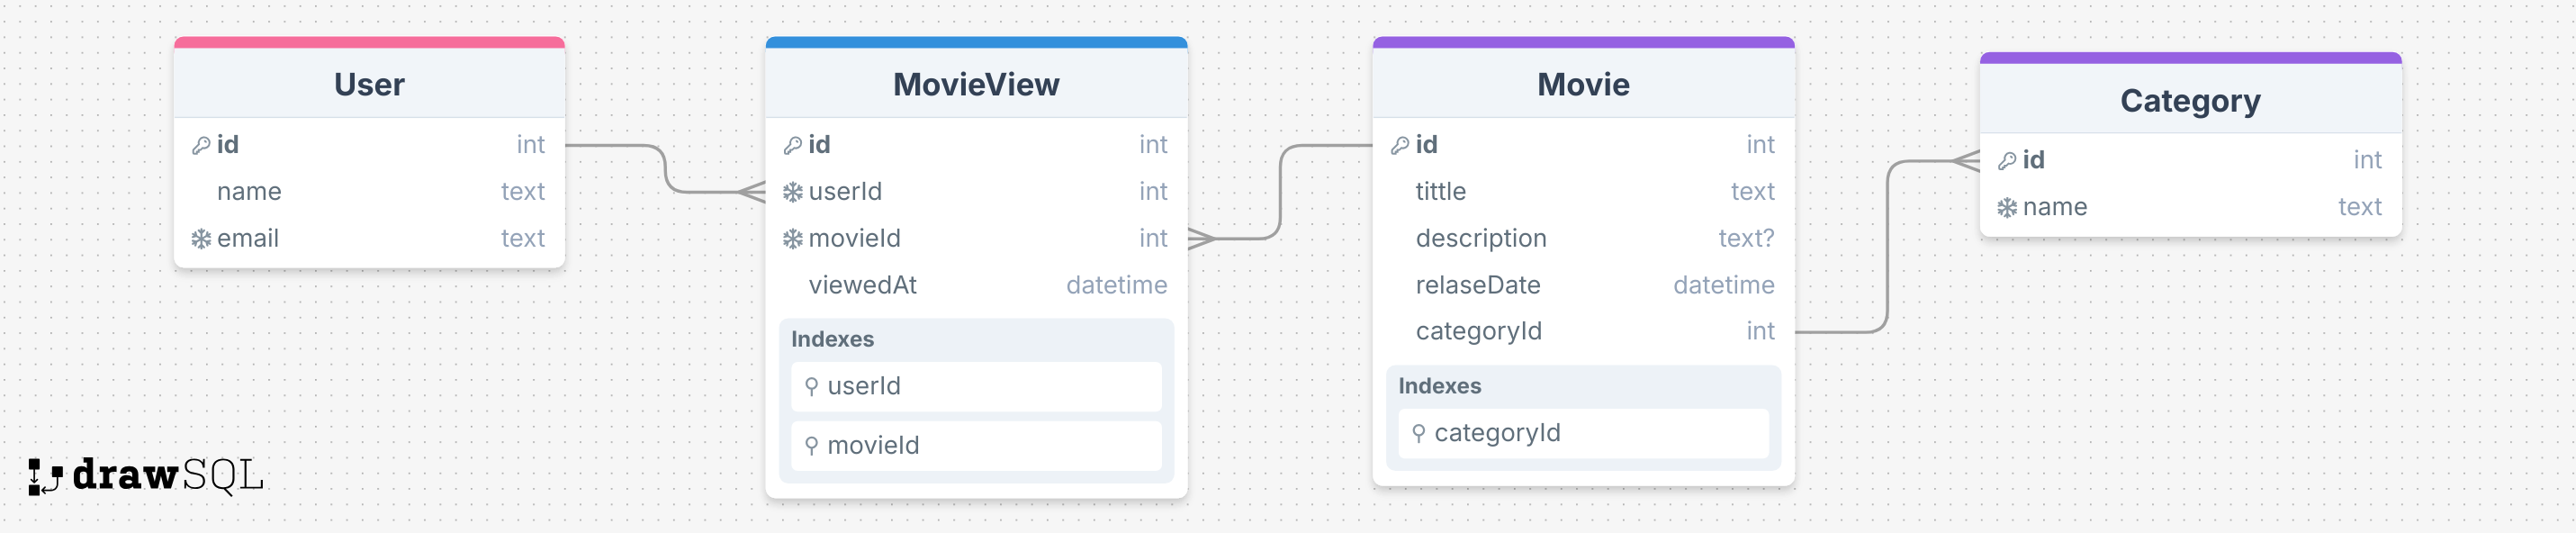 User
id int
name text
email text
MovieView
id int
userId int
movieId int
viewedAt datetime
Indexes
userId
movieId
Movie
id int
tittle text
description text?
relaseDate datetime
categoryId int
Indexes
categoryId
Category
id int
name text
drawSQL